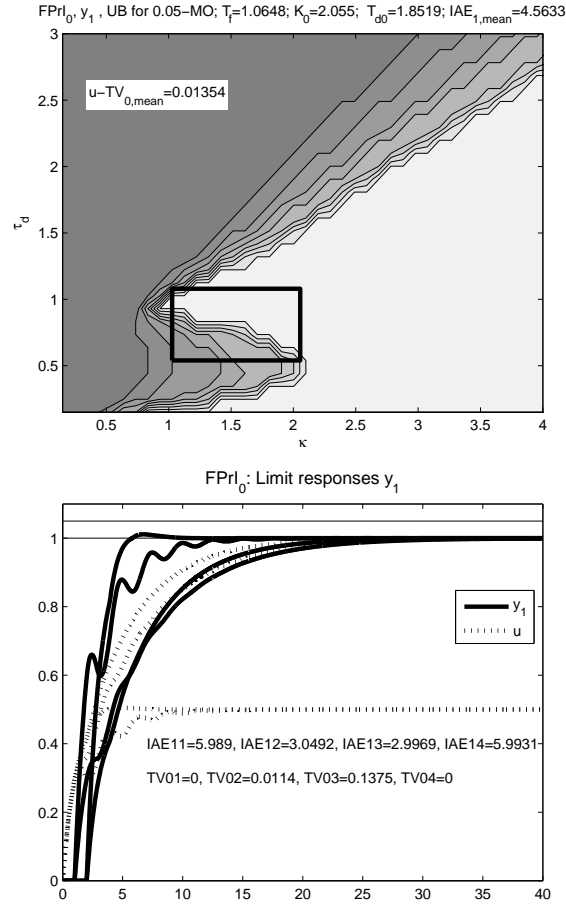 FPrI0, y1 , UB for 0.05-MO; Tf=1.0648; K0=2.055; Td0=1.8519; IAE1,mean=4.5633
3
u-TV0,mean=0.01354
2.5
2
τd
1.5
1
0.5
0.5 1 1.5 2 2.5 3 3.5 4
κ
FPrI0: Limit responses y1
1
0.8
y1
u
0.6
0.4
IAE11=5.989, IAE12=3.0492, IAE13=2.9969, IAE14=5.9931
TV01=0, TV02=0.0114, TV03=0.1375, TV04=0
0.2
0
0 5 10 15 20 25 30 35 40